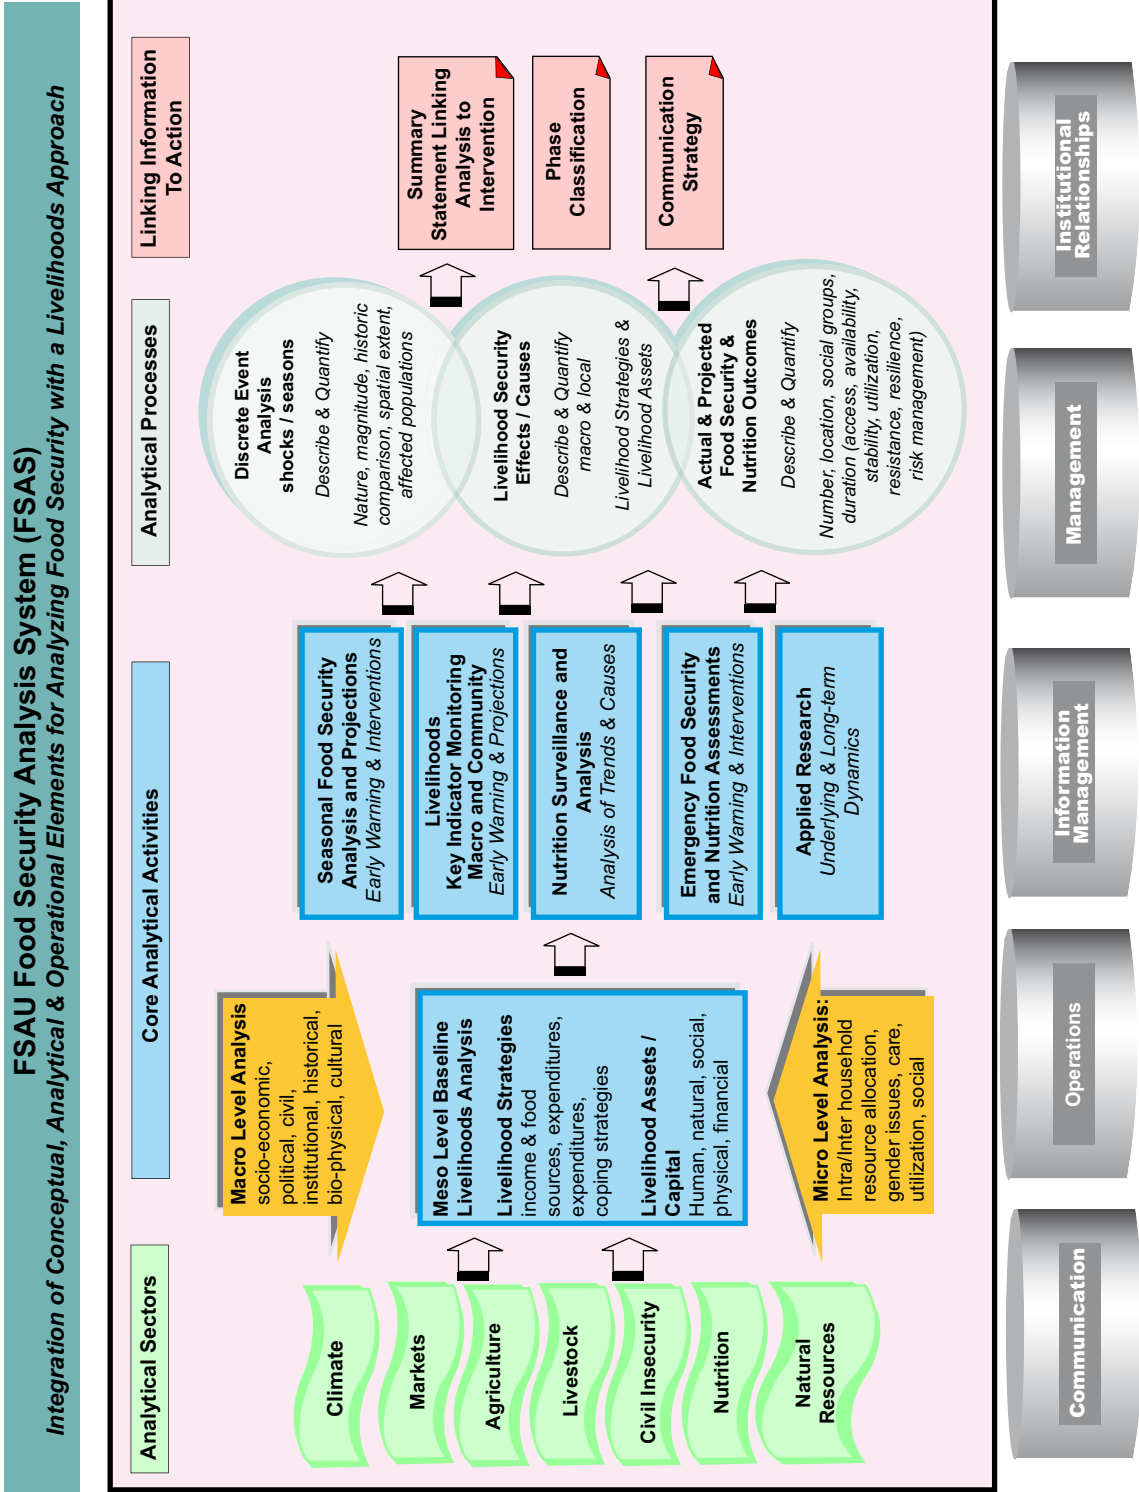 FSAU Food Security Analysis System (FSAS)
Integration of Conceptual, Analytical & Operational Elements for Analyzing Food Security with a Livelihoods Approach
Analytical Sectors
Core Analytical Activities
Analytical Processes
Linking Information
To Action
Climate
Markets
Agriculture
Livestock
Civil Insecurity
Nutrition
Natural
Resources
Macro Level Analysis
socio-economic,
political, civil,
institutional, historical,
bio-physical, cultural
Meso Level Baseline
Livelihoods Analysis
Livelihood Strategies
income & food
sources, expenditures,
expenditures,
coping strategies
Livelihood Assets /
Capital
Human, natural, social,
physical, financial
Micro Level Analysis:
Intra/Inter household
resource allocation,
gender issues, care,
utilization, social
Seasonal Food Security
Analysis and Projections
Early Warning & Interventions
Livelihoods
Key Indicator Monitoring
Macro and Community
Early Warning & Projections
Nutrition Surveillance and
Analysis
Analysis of Trends & Causes
Emergency Food Security
and Nutrition Assessments
Early Warning & Interventions
Applied Research
Underlying & Long-term
Dynamics
Discrete Event
Analysis
shocks / seasons
Describe & Quantify
Nature, magnitude, historic
comparison, spatial extent,
affected populations
Livelihood Security
Effects / Causes
Describe & Quantify
macro & local
Livelihood Strategies &
Livelihood Assets
Actual & Projected
Food Security &
Nutrition Outcomes
Describe & Quantify
Number, location, social groups,
duration (access, availability,
stability, utilization,
resistance, resilience,
risk management)
Summary
Statement Linking
Analysis to
Intervention
Phase
Classification
Communication
Strategy
Communication
Operations
Information
Management
Management
Institutional
Relationships